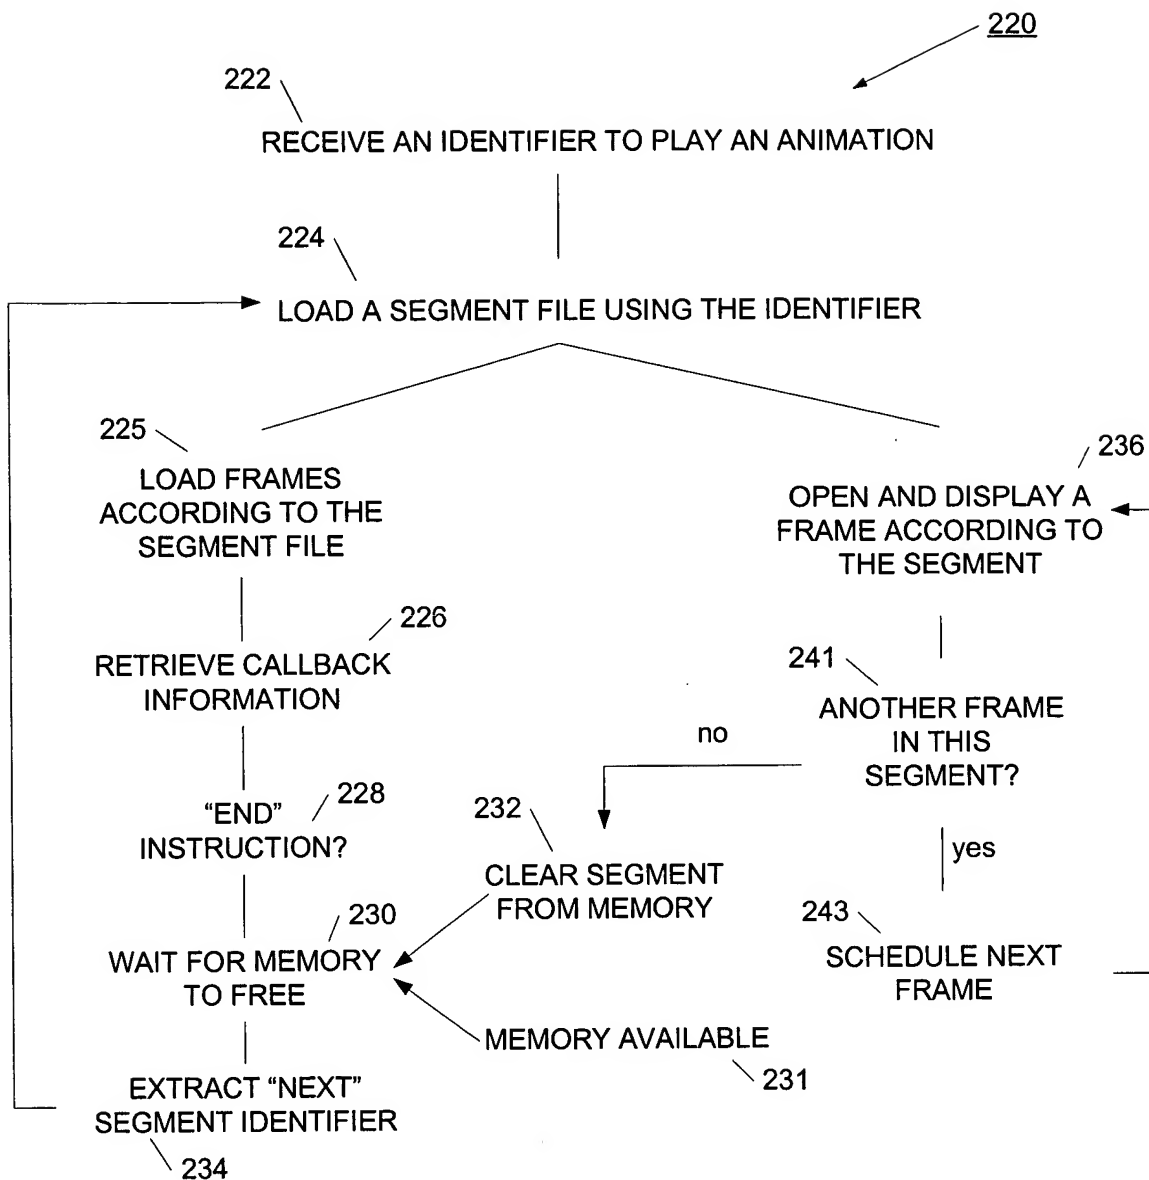 220
222
RECEIVE AN IDENTIFIER TO PLAY AN ANIMATION
224
LOAD A SEGMENT FILE USING THE IDENTIFIER
225
LOAD FRAMES
ACCORDING TO THE
SEGMENT FILE
236
OPEN AND DISPLAY A
FRAME ACCORDING TO
THE SEGMENT
226
RETRIEVE CALLBACK
INFORMATION
241
ANOTHER FRAME
IN THIS
SEGMENT?
no
228
“END”
INSTRUCTION?
232
CLEAR SEGMENT
FROM MEMORY
yes
230
WAIT FOR MEMORY
TO FREE
243
SCHEDULE NEXT
FRAME
MEMORY AVAILABLE
231
EXTRACT “NEXT”
SEGMENT IDENTIFIER
234